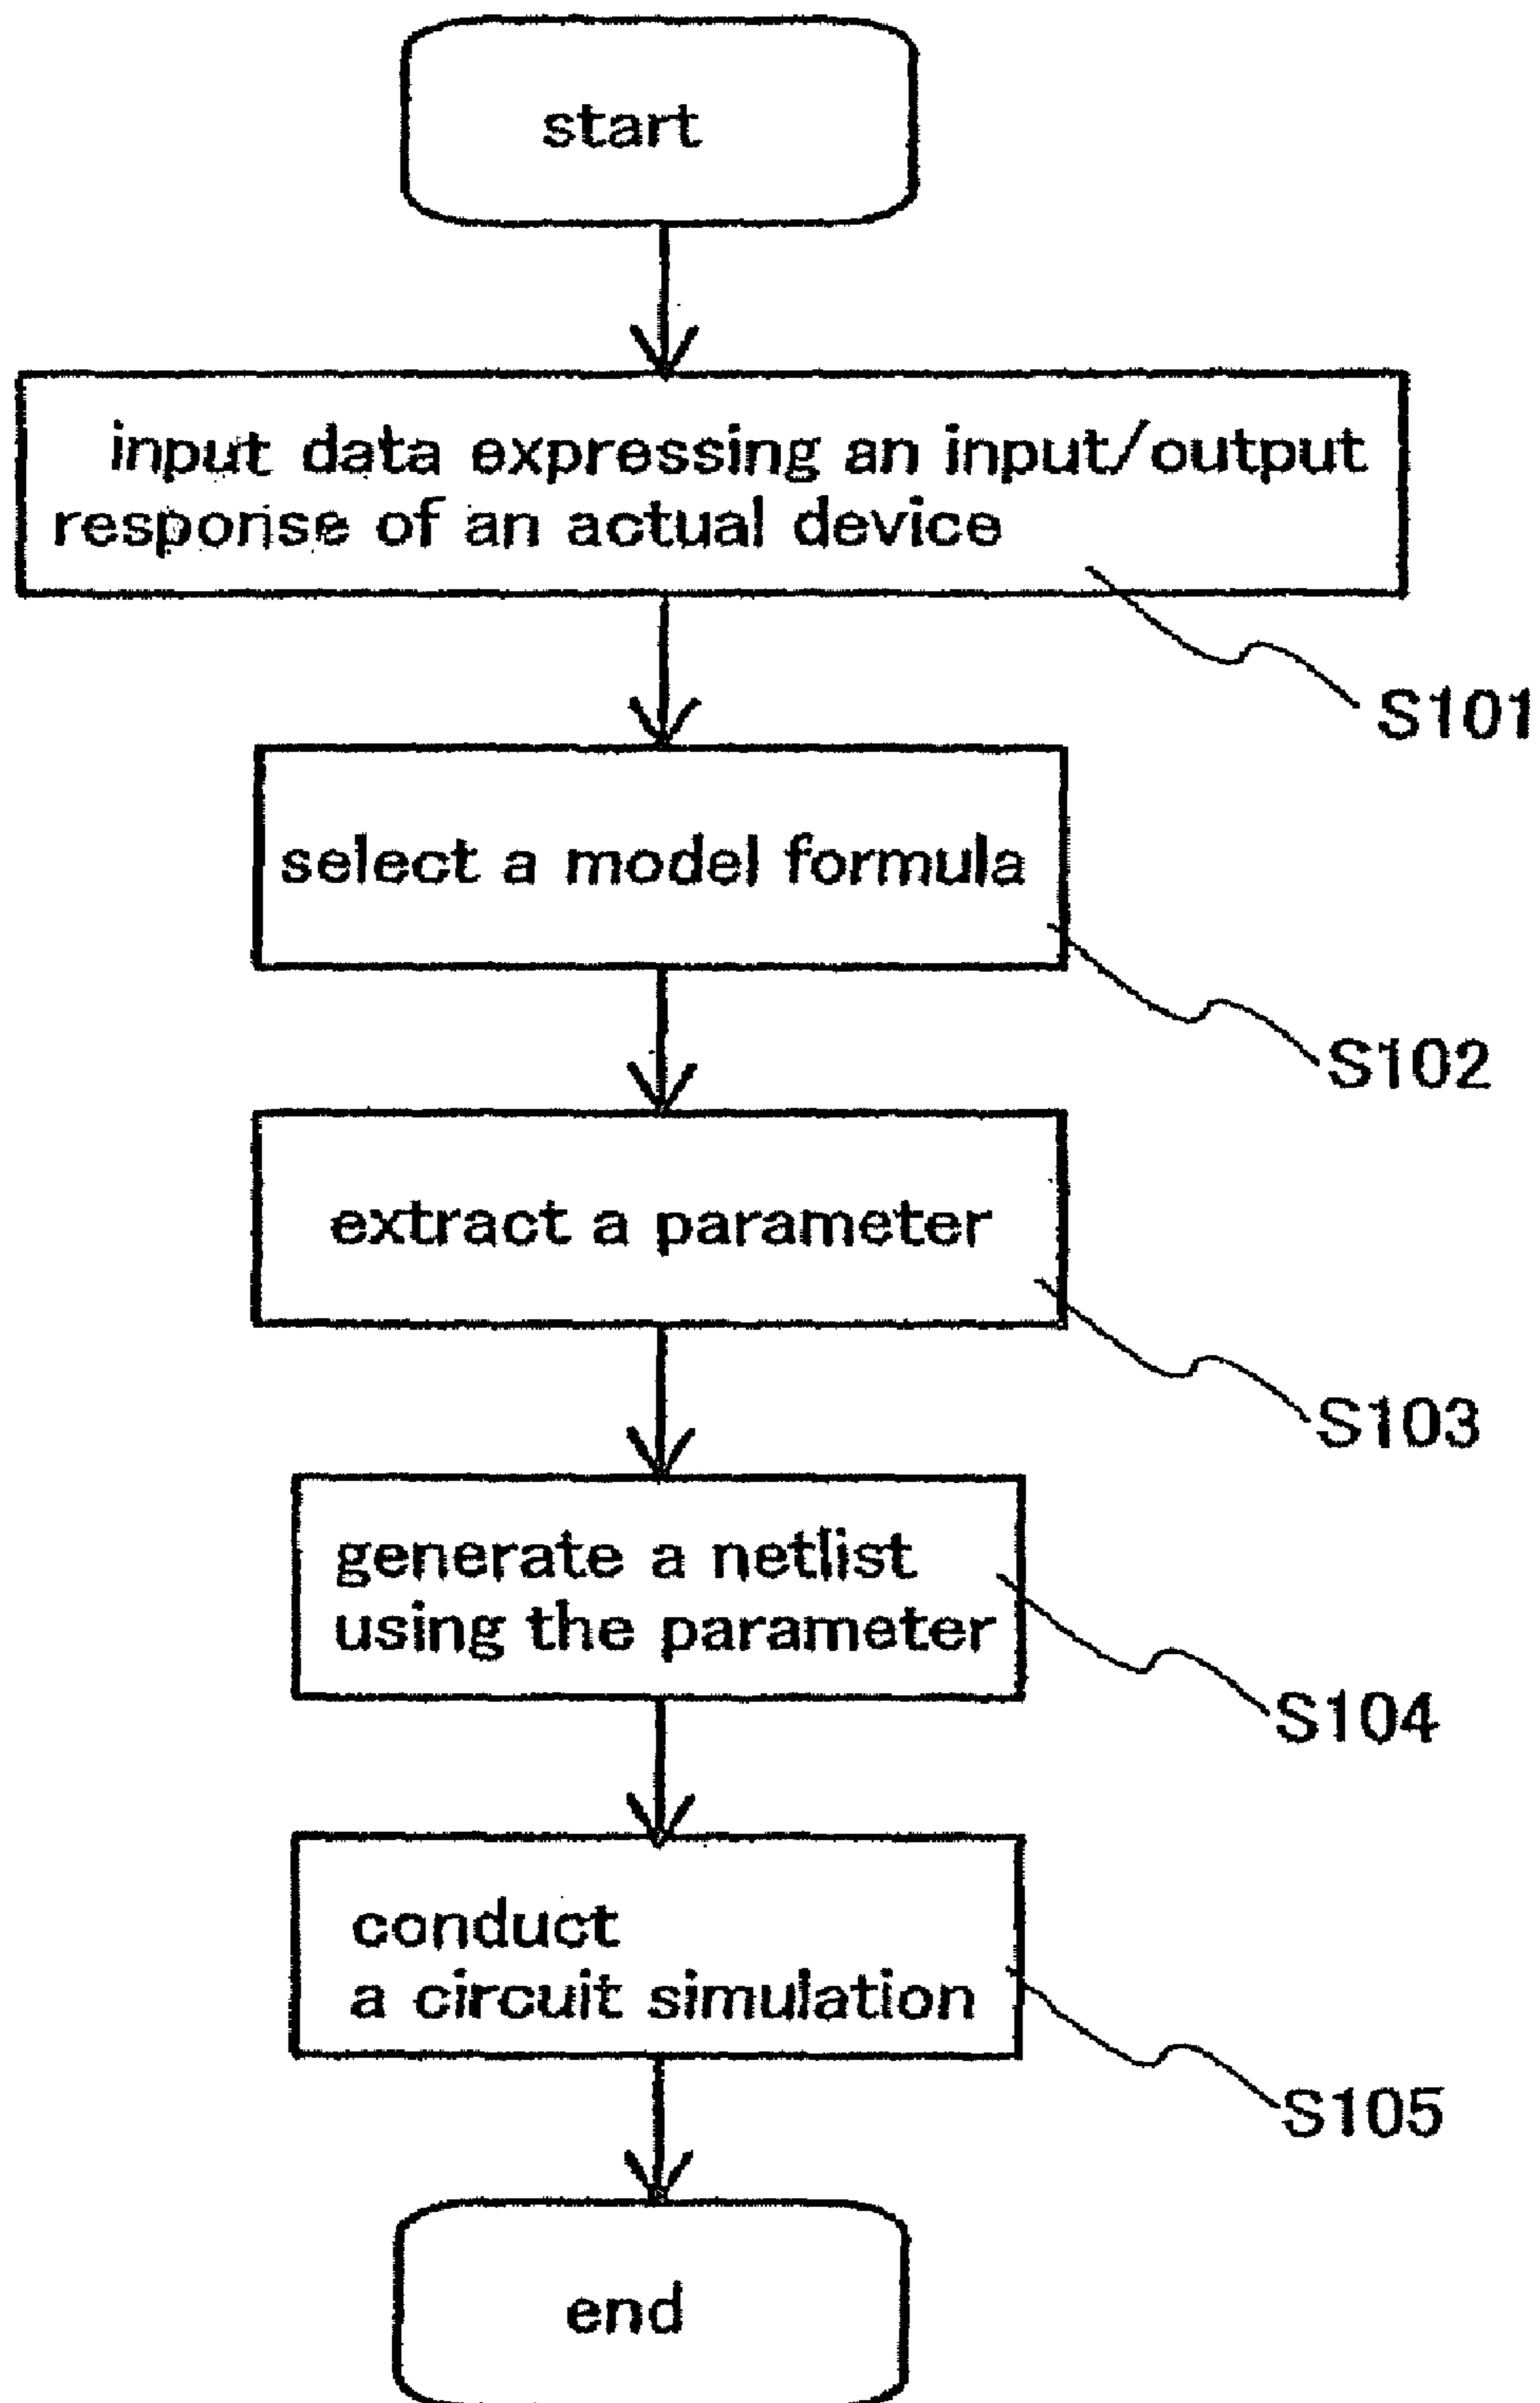 start
input data expressing an input/output
response of an actual device
S101
select a model formula
S102
extract a parameter
S103
generate a netlist
using the parameter
S104
conduct
a circuit simulation
S105
end